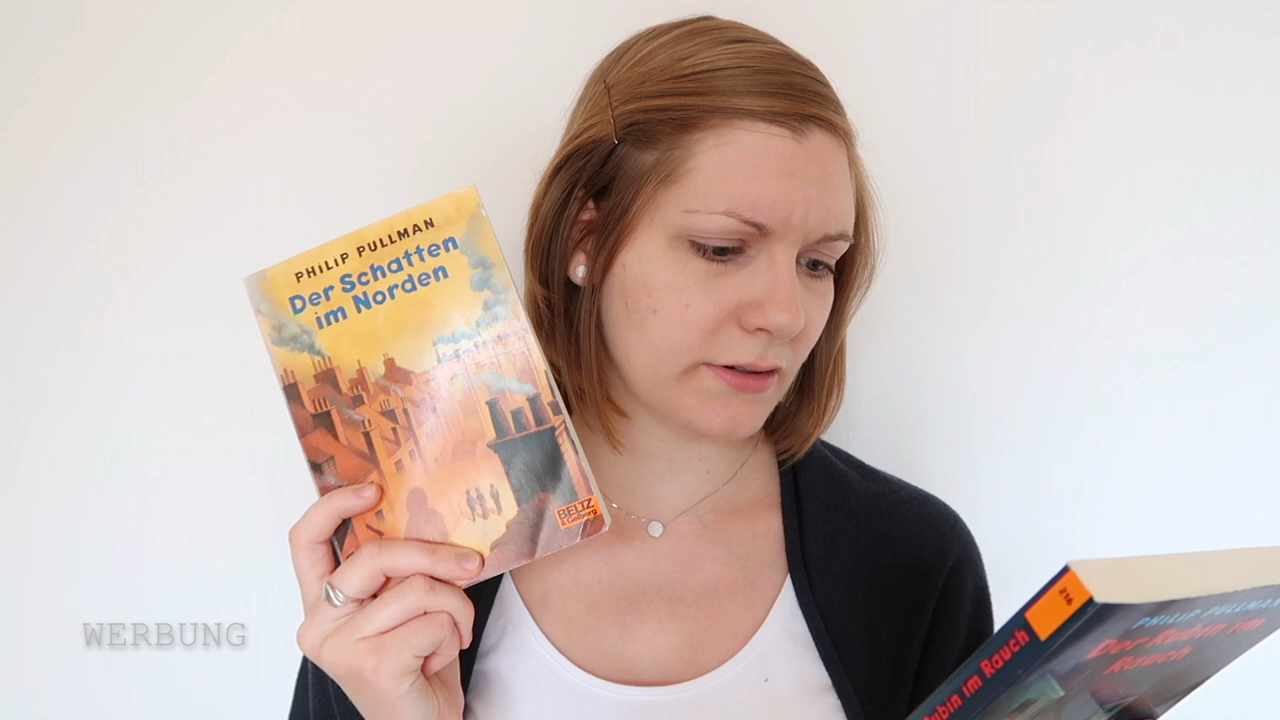 PHILIP PULLMAN
Der Schatten
im Norden
BELTZ
& Gelberg
WERBUNG
216
Rubin im Rauch
PHILIP PULLMAN
Der Rubin im
Rauch